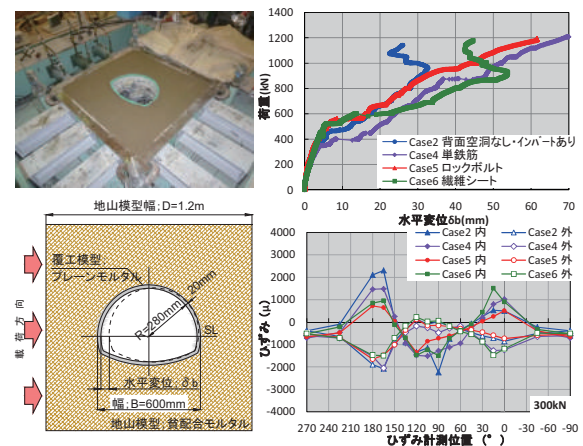 1400
1200
1000
800
600
400
200
0
荷重(kN)
Case2 背面空洞なし・インバートあり
Case4 単鉄筋
Case5 ロックボルト
Case6 繊維シート
0 10 20 30 40 50 60 70
水平変位δb(mm)
地山模型幅;D=1.2m
覆工模型;
プレーンモルタル
20mm
R=280mm
SL
載荷方向
水平変位;δb
幅;B=600mm
地山模型;貧配合モルタル
Case2 内 Case2 外
Case4 内 Case4 外
Case5 内 Case5 外
Case6 内 Case6 外
4000
3000
2000
1000
0
-1000
-2000
-3000
-4000
ひずみ(μ)
300kN
270 240 210 180 150 120 90 60 30 0 -30 -60 -90
ひずみ計測位置(°)